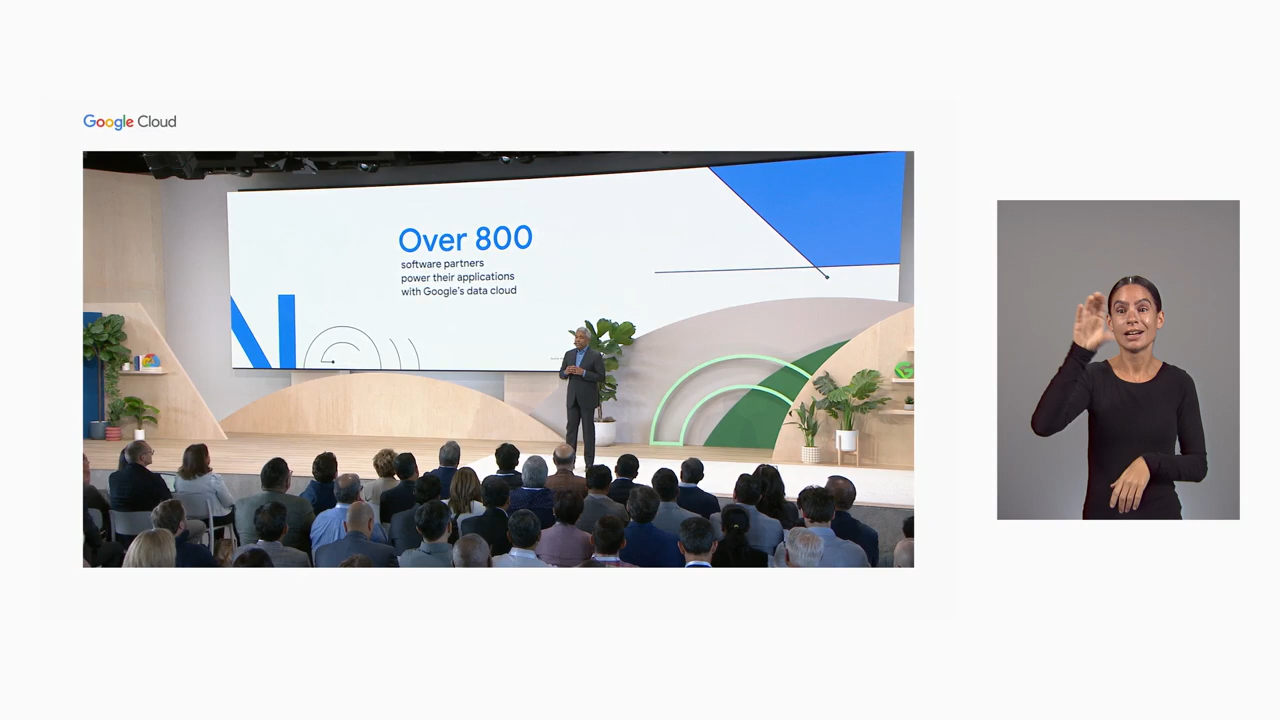 Google Cloud
Over 800
software partners
power their applications
with Google's data cloud